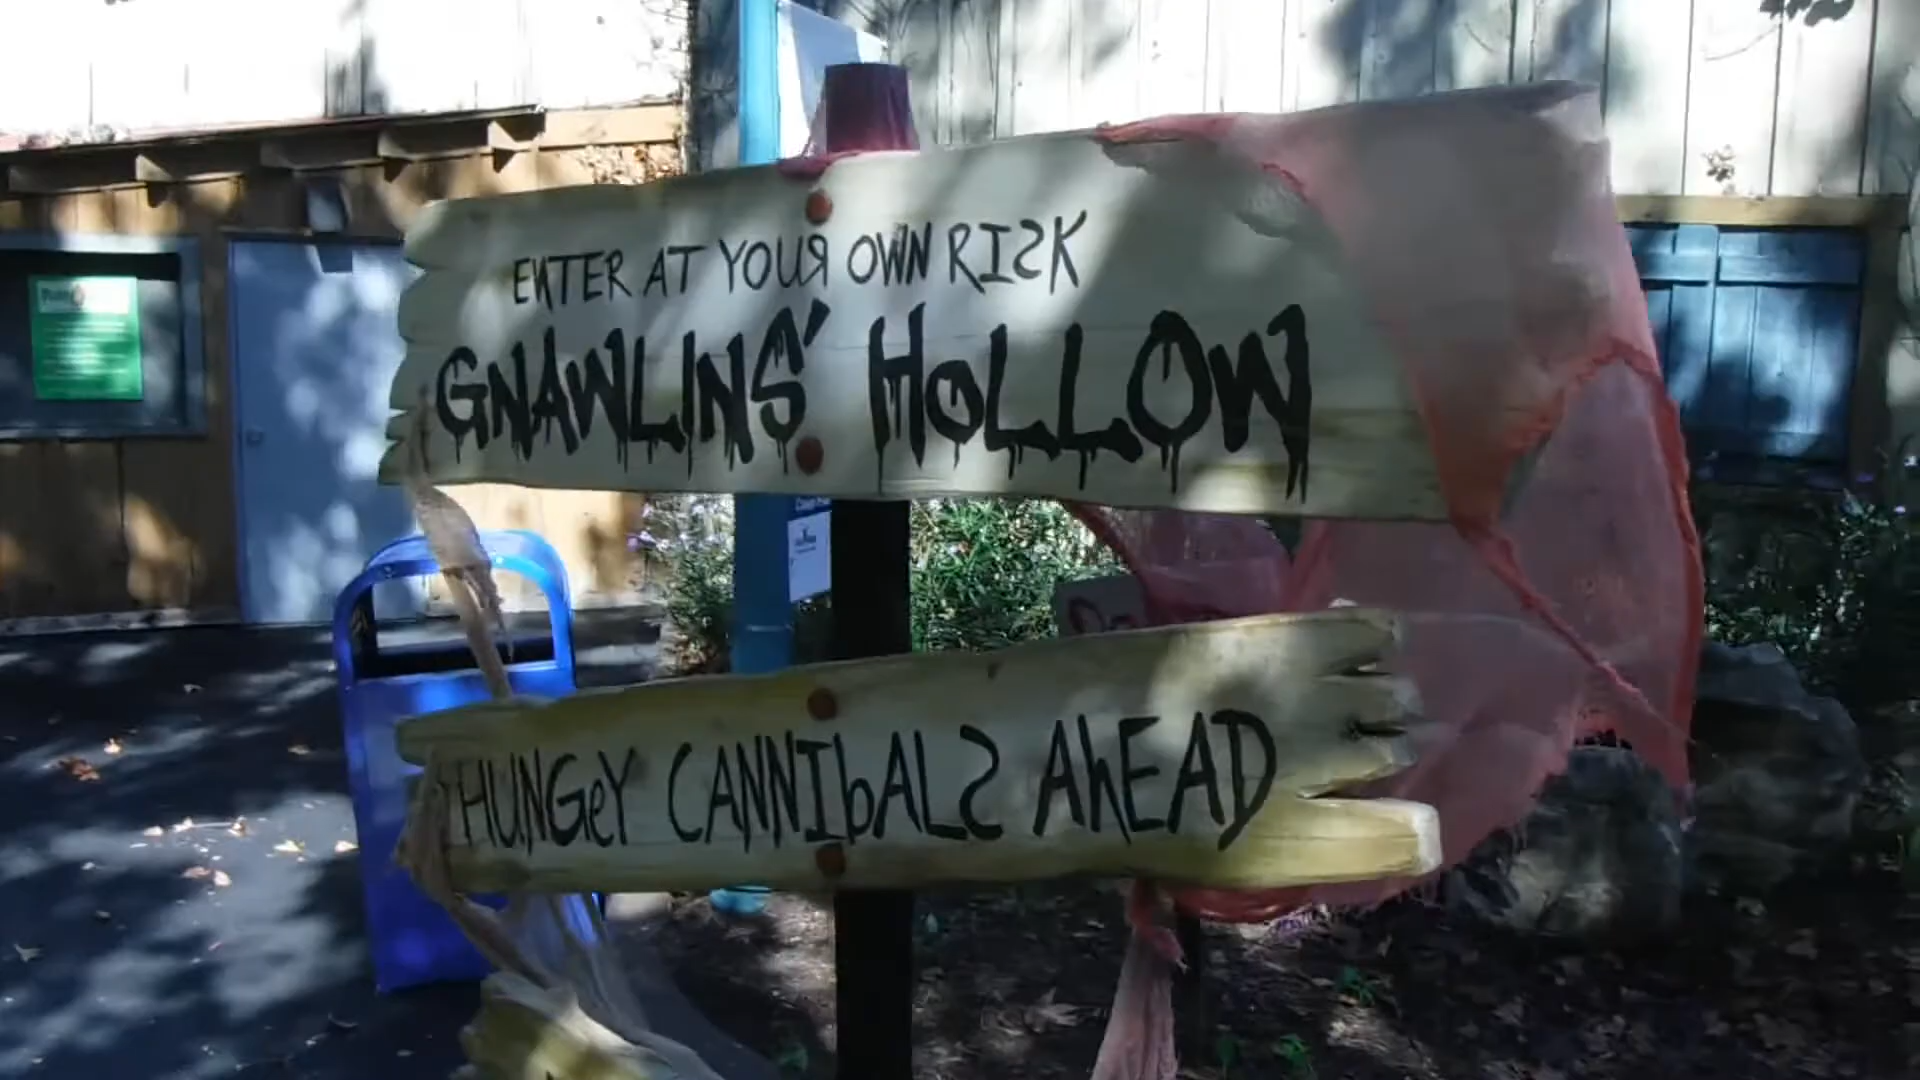 ENTER AT YOUR OWN RISK
GNAWLINS' HOLLOW
HUNGeY CANNIbALS AhEAD